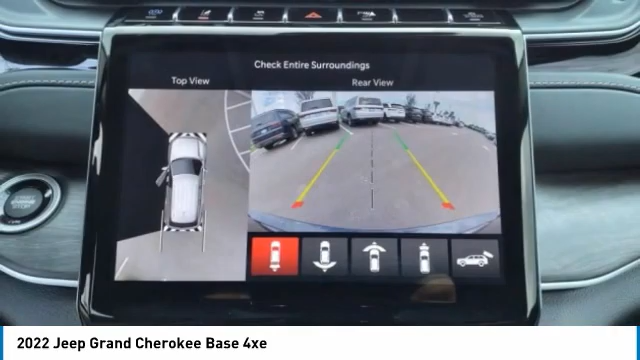 Check Entire Surroundings
Top View
Rear View
2022 Jeep Grand Cherokee Base 4xe